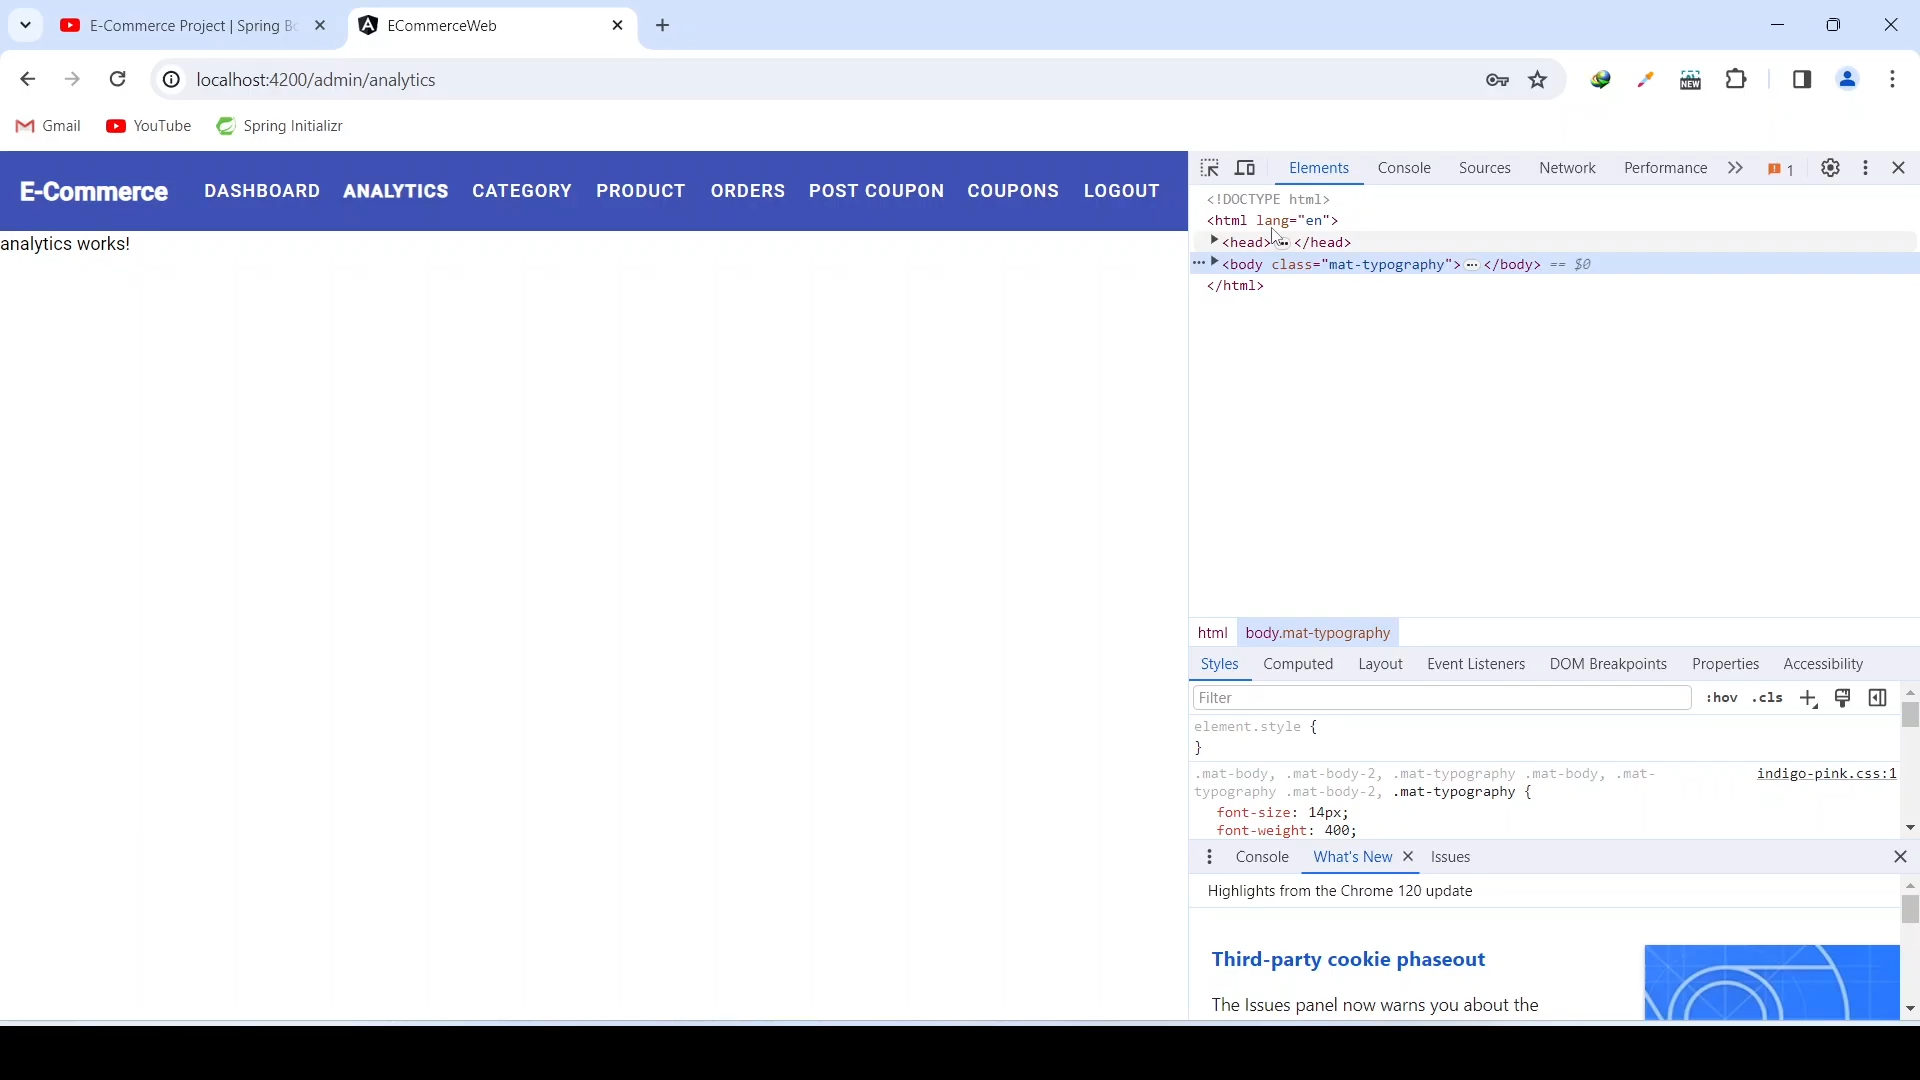 E-Commerce Project | Spring Bo
ECommerceWeb
localhost:4200/admin/analytics
NEW
Gmail
YouTube
Spring Initializr
E-Commerce DASHBOARD ANALYTICS CATEGORY PRODUCT ORDERS POST COUPON COUPONS LOGOUT
analytics works!
Elements Console Sources Network Performance 1
<!DOCTYPE html>
<html lang="en">
<head> … </head>
… <body class="mat-typography"> … </body> == $0
</html>
html body.mat-typography
Styles Computed Layout Event Listeners DOM Breakpoints Properties Accessibility
Filter :hov .cls
element.style {
}
.mat-body, .mat-body-2, .mat-typography .mat-body, .mat- indigo-pink.css:1
typography .mat-body-2, .mat-typography {
font-size: 14px;
font-weight: 400;
Console What's New Issues
Highlights from the Chrome 120 update
Third-party cookie phaseout
The Issues panel now warns you about the